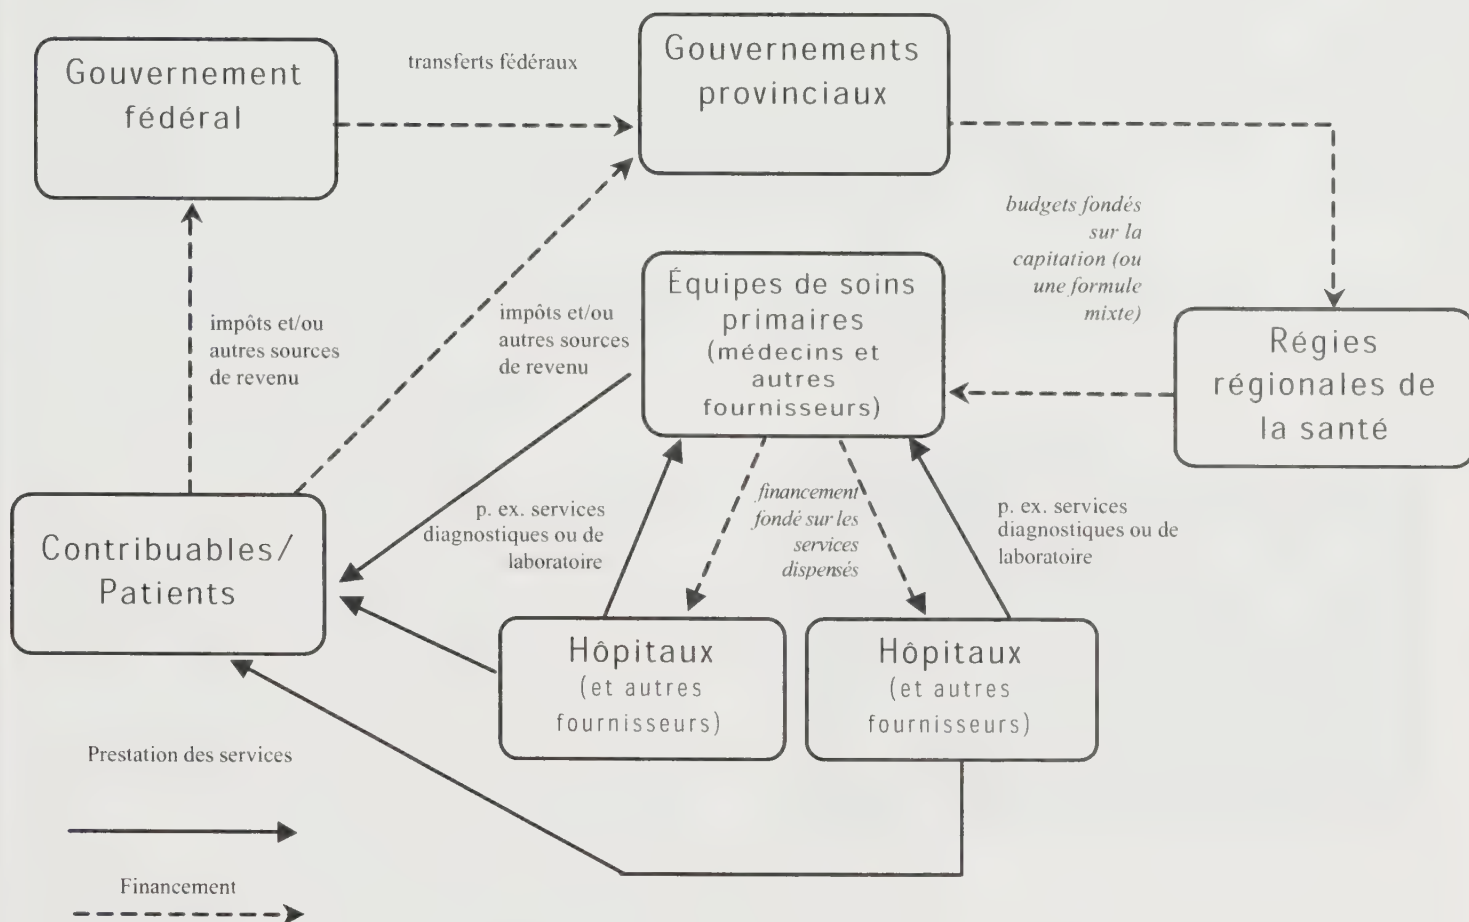 Gouvernement
fédéral
transferts fédéraux
Gouvernements
provinciaux
budgets fondés
sur la
capitation (ou
une formule
mixte)
impôts et/ou
autres sources
de revenu
impôts et/ou
autres sources
de revenu
Équipes de soins
primaires
(médecins et
autres
fournisseurs)
Régies
régionales de
la santé
Contribuables/
Patients
p. ex. services
diagnostiques ou de
laboratoire
financement
fondé sur les
services
dispensés
p. ex. services
diagnostiques ou de
laboratoire
Hôpitaux
(et autres
fournisseurs)
Hôpitaux
(et autres
fournisseurs)
Prestation des services
Financement